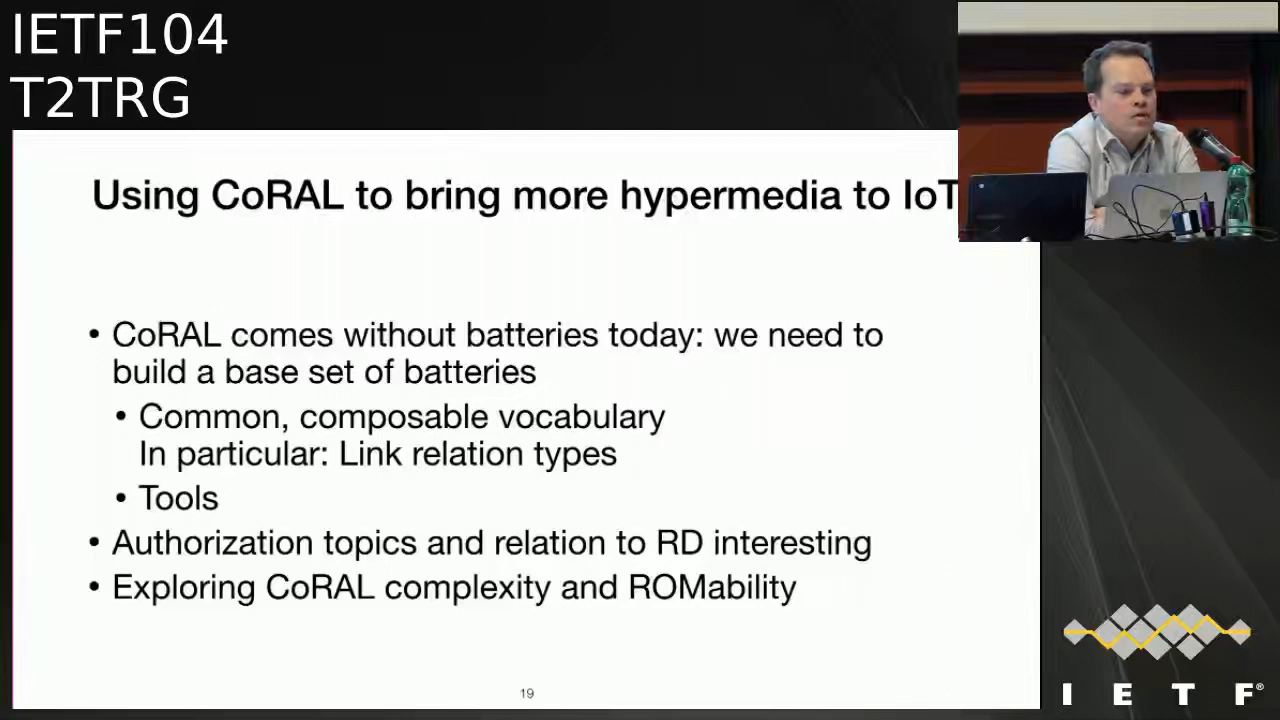 IETF104
T2TRG
Using CoRAL to bring more hypermedia to IoT
• CoRAL comes without batteries today: we need to
build a base set of batteries
• Common, composable vocabulary
In particular: Link relation types
• Tools
• Authorization topics and relation to RD interesting
• Exploring CoRAL complexity and ROMability
19
I E T F®